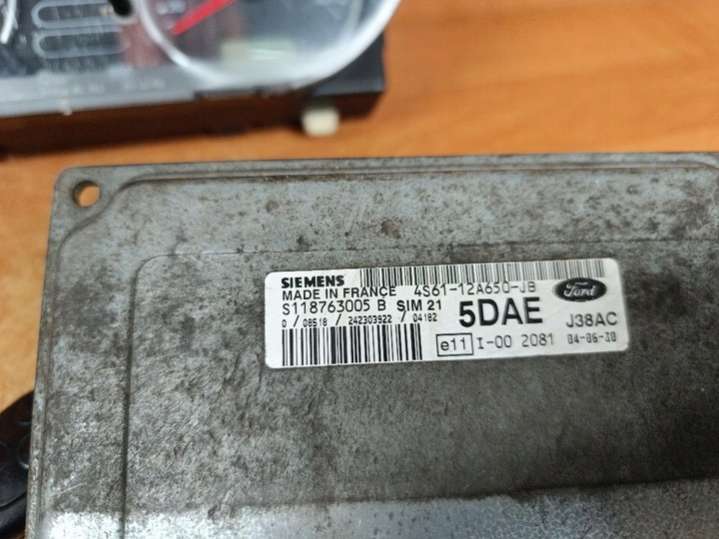 SIEMENS
MADE IN FRANCE 4S61-12A650-JB
S118763005 B SIM 21 5DAE Ford
0 / 08518 / 242303922 / 04182 J38AC
e11 I-00 2081 04-06-30